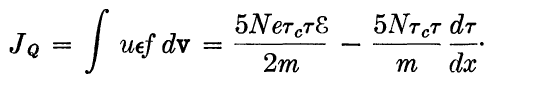 J_Q = ∫ uεf dv = 5Neτ_cτℰ / 2m − 5Nτ_cτ / m dτ / dx.